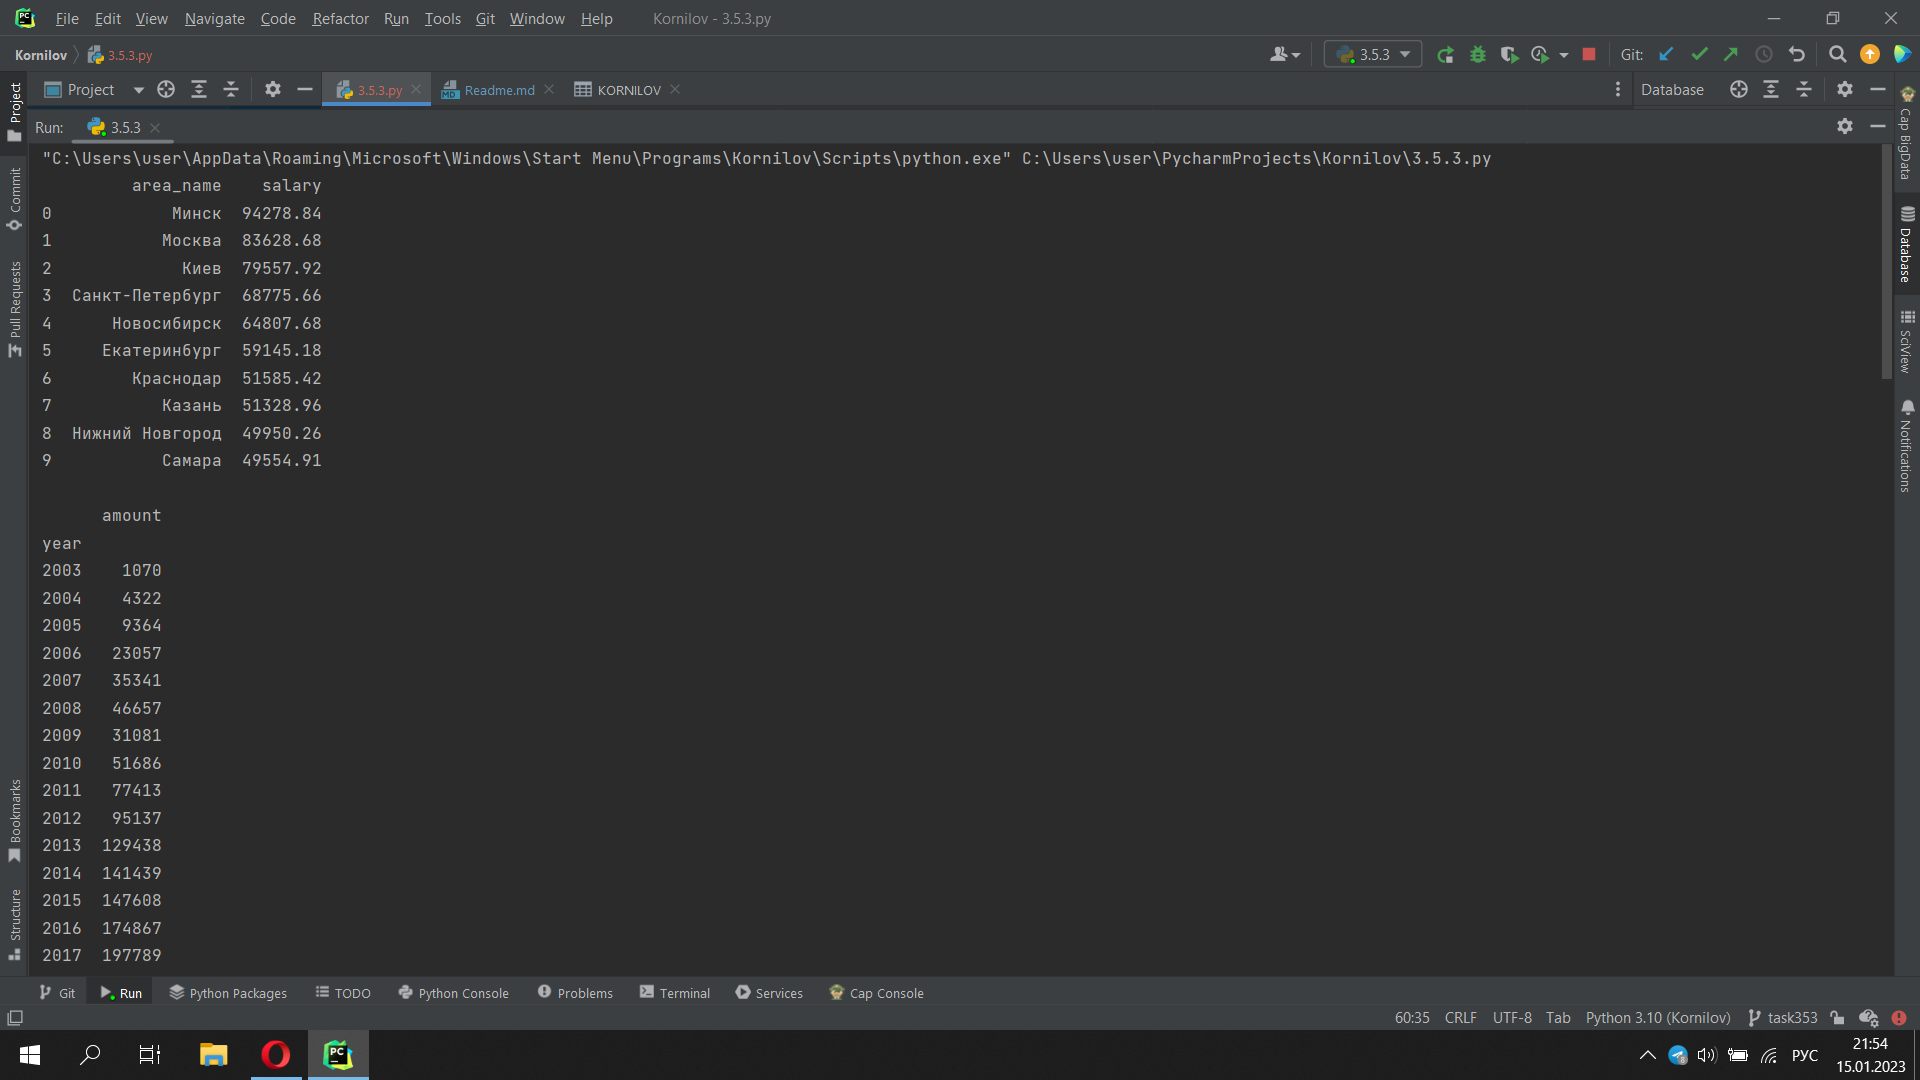 File Edit View Navigate Code Refactor Run Tools Git Window Help Kornilov - 3.5.3.py
Kornilov 3.5.3.py 3.5.3 Git:
Project 3.5.3.py Readme.md KORNILOV Database
Run: 3.5.3
"C:\Users\user\AppData\Roaming\Microsoft\Windows\Start Menu\Programs\Kornilov\Scripts\python.exe" C:\Users\user\PycharmProjects\Kornilov\3.5.3.py
area_name salary
0 Минск 94278.84
1 Москва 83628.68
2 Киев 79557.92
3 Санкт-Петербург 68775.66
4 Новосибирск 64807.68
5 Екатеринбург 59145.18
6 Краснодар 51585.42
7 Казань 51328.96
8 Нижний Новгород 49950.26
9 Самара 49554.91
amount
year
2003 1070
2004 4322
2005 9364
2006 23057
2007 35341
2008 46657
2009 31081
2010 51686
2011 77413
2012 95137
2013 129438
2014 141439
2015 147608
2016 174867
2017 197789
Project
Commit
Pull Requests
Bookmarks
Structure
Cap BigData
Database
SciView
Notifications
Git Run Python Packages TODO Python Console Problems Terminal Services Cap Console
60:35 CRLF UTF-8 Tab Python 3.10 (Kornilov) task353
РУС 21:54
15.01.2023